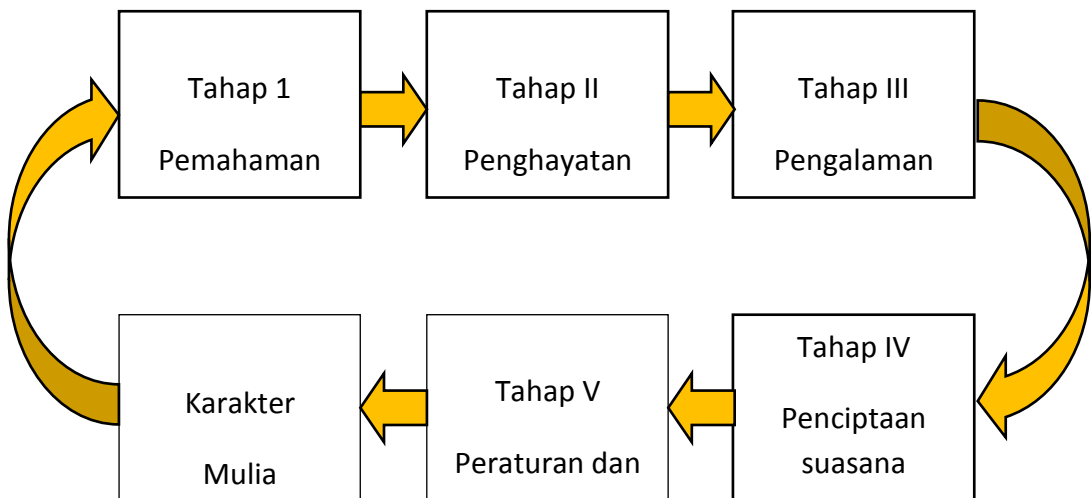 Tahap 1
Pemahaman
Tahap II
Penghayatan
Tahap III
Pengalaman
Tahap IV
Penciptaan
suasana
Tahap V
Peraturan dan
Karakter
Mulia